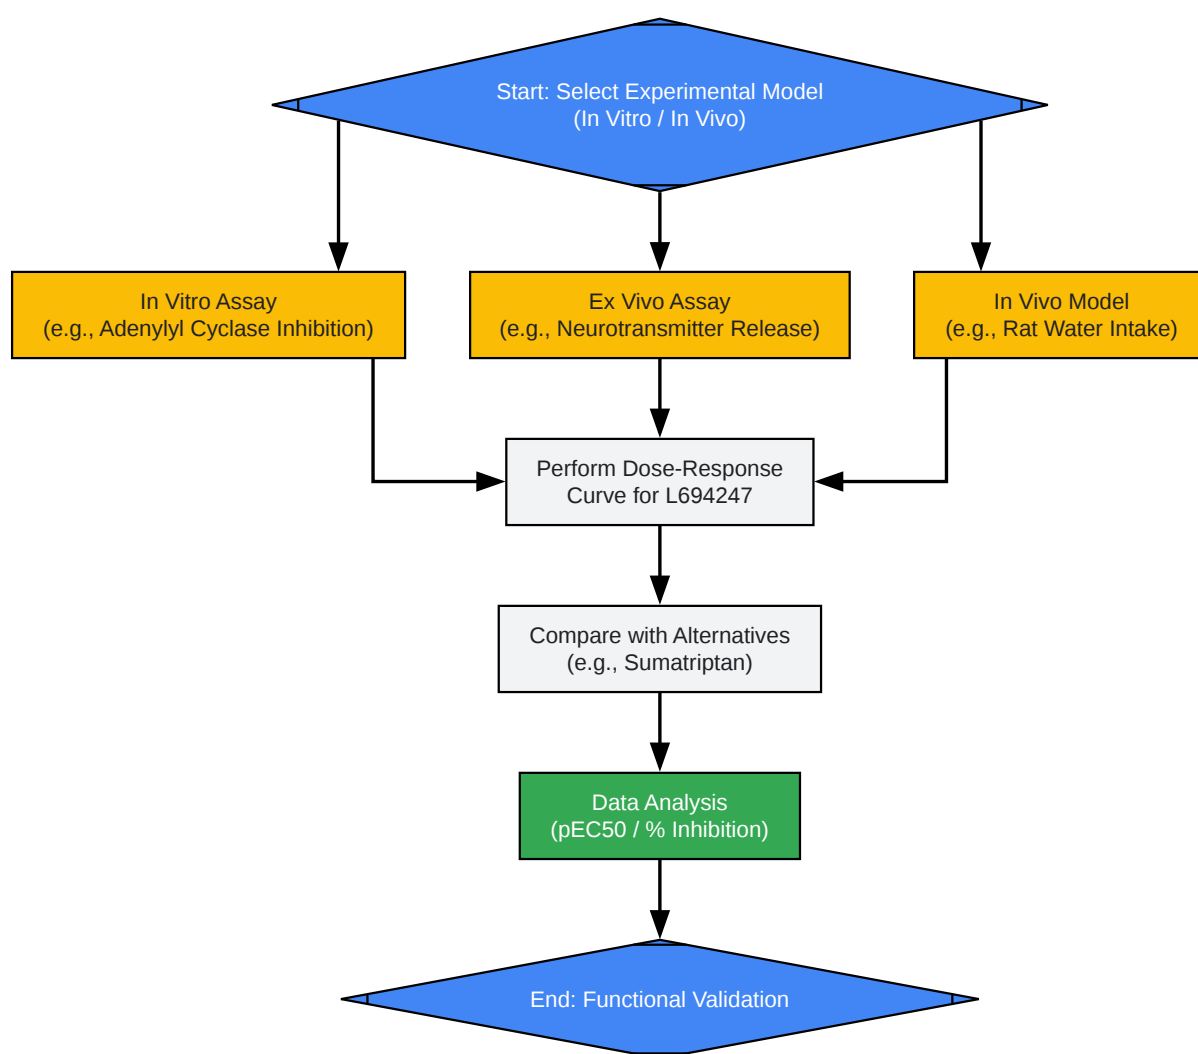 Start: Select Experimental Model
(In Vitro / In Vivo)
In Vitro Assay
(e.g., Adenylyl Cyclase Inhibition)
Ex Vivo Assay
(e.g., Neurotransmitter Release)
In Vivo Model
(e.g., Rat Water Intake)
Perform Dose-Response
Curve for L694247
Compare with Alternatives
(e.g., Sumatriptan)
Data Analysis
(pEC50 / % Inhibition)
End: Functional Validation